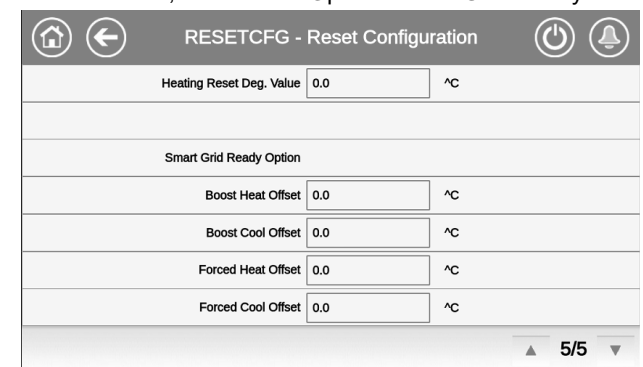 RESETCFG - Reset Configuration
Heating Reset Deg. Value 0.0 ^C
Smart Grid Ready Option
Boost Heat Offset 0.0 ^C
Boost Cool Offset 0.0 ^C
Forced Heat Offset 0.0 ^C
Forced Cool Offset 0.0 ^C
5/5